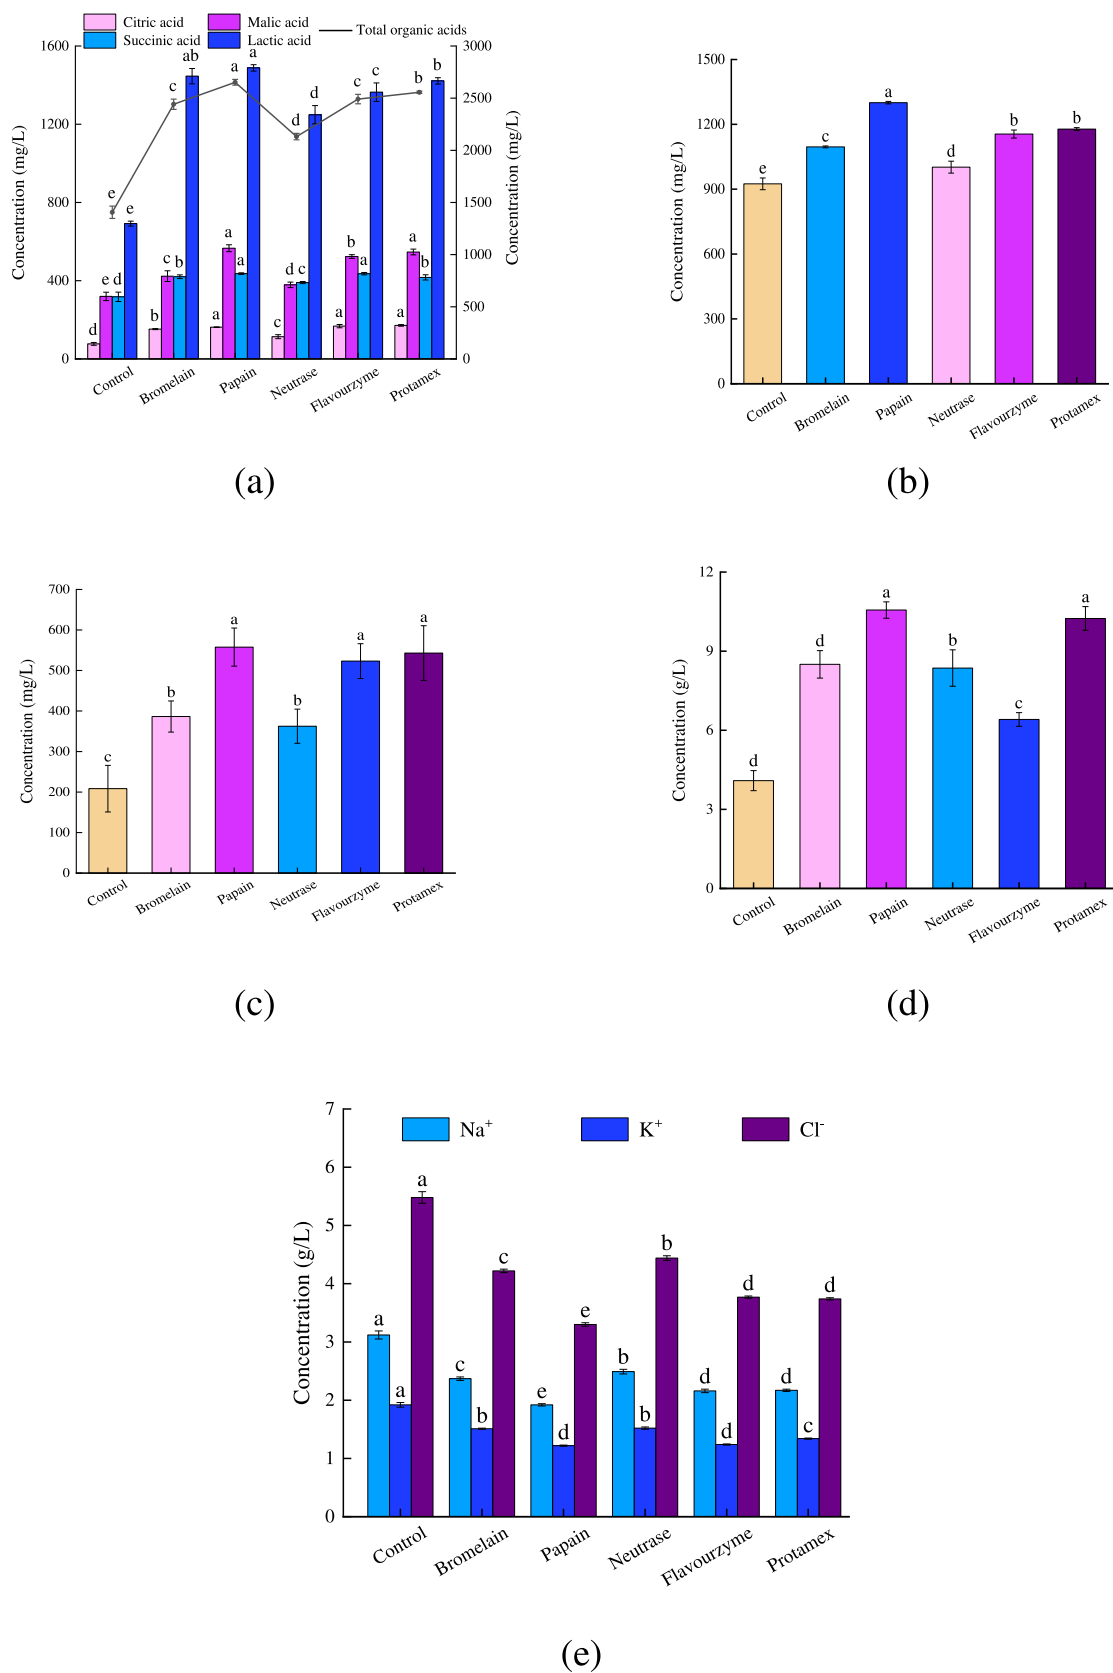 Citric acid
Malic acid
Total organic acids
Succinic acid
Lactic acid
Concentration (mg/L)
1600
1200
800
400
0
3000
2500
2000
1500
1000
500
0
Concentration (mg/L)
e
e
e
d
d
c
ab
b
c
b
a
a
a
a
a
d
d
c
d
c
c
c
a
b
a
b
b
a
a
b
Control
Bromelain
Papain
Neutrase
Flavourzyme
Protamex
(a)
Concentration (mg/L)
1500
1200
900
600
300
0
e
c
a
d
b
b
Control
Bromelain
Papain
Neutrase
Flavourzyme
Protamex
(b)
Concentration (mg/L)
700
600
500
400
300
200
100
0
c
b
a
b
a
a
Control
Bromelain
Papain
Neutrase
Flavourzyme
Protamex
(c)
Concentration (g/L)
12
9
6
3
0
d
d
a
b
c
a
Control
Bromelain
Papain
Neutrase
Flavourzyme
Protamex
(d)
Concentration (g/L)
7
6
5
4
3
2
1
0
Na⁺
K⁺
Cl⁻
a
a
a
c
b
c
e
d
e
b
b
b
d
d
d
d
c
d
Control
Bromelain
Papain
Neutrase
Flavourzyme
Protamex
(e)